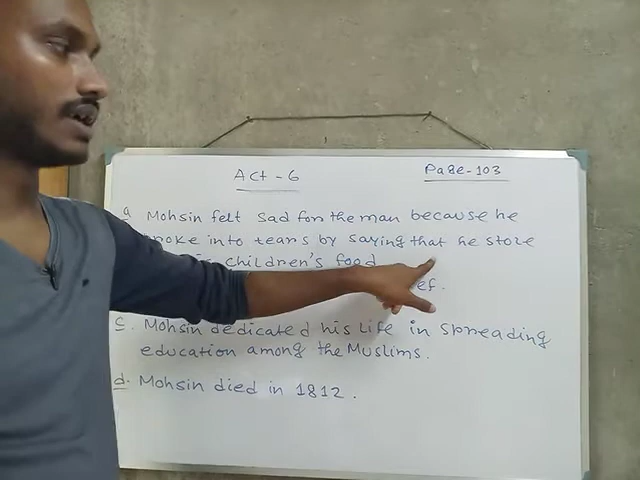 Act - 6
Page - 103
a Mohsin felt sad for the man because he
into tears by saying that he stole
children's food
ef.
c. Mohsin dedicated his life in spreading
education among the Muslims.
d. Mohsin died in 1812.